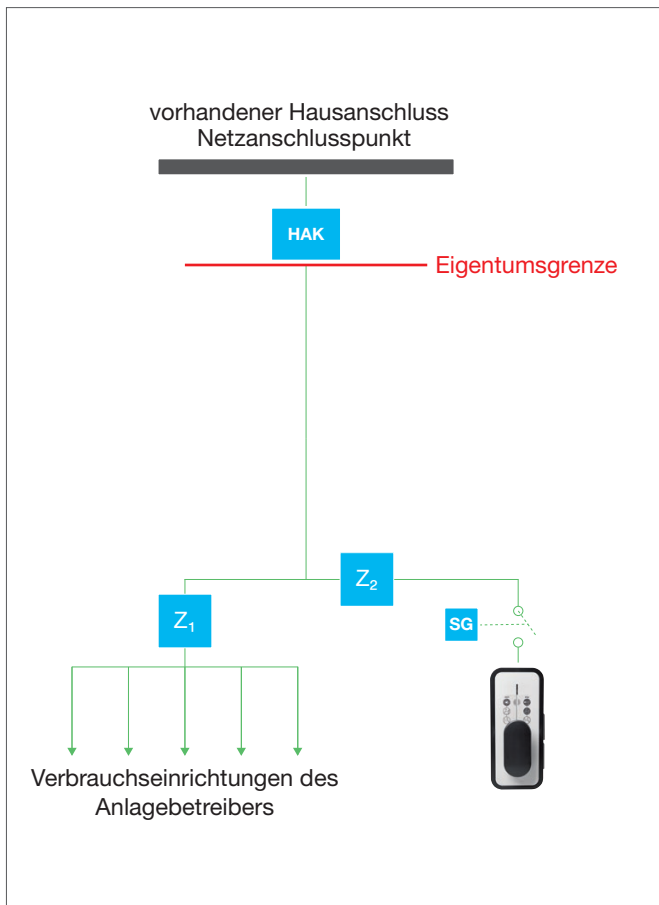 vorhandener Hausanschluss
Netzanschlusspunkt
HAK
Eigentumsgrenze
Z₂
Z₁
SG
Verbrauchseinrichtungen des
Anlagebetreibers